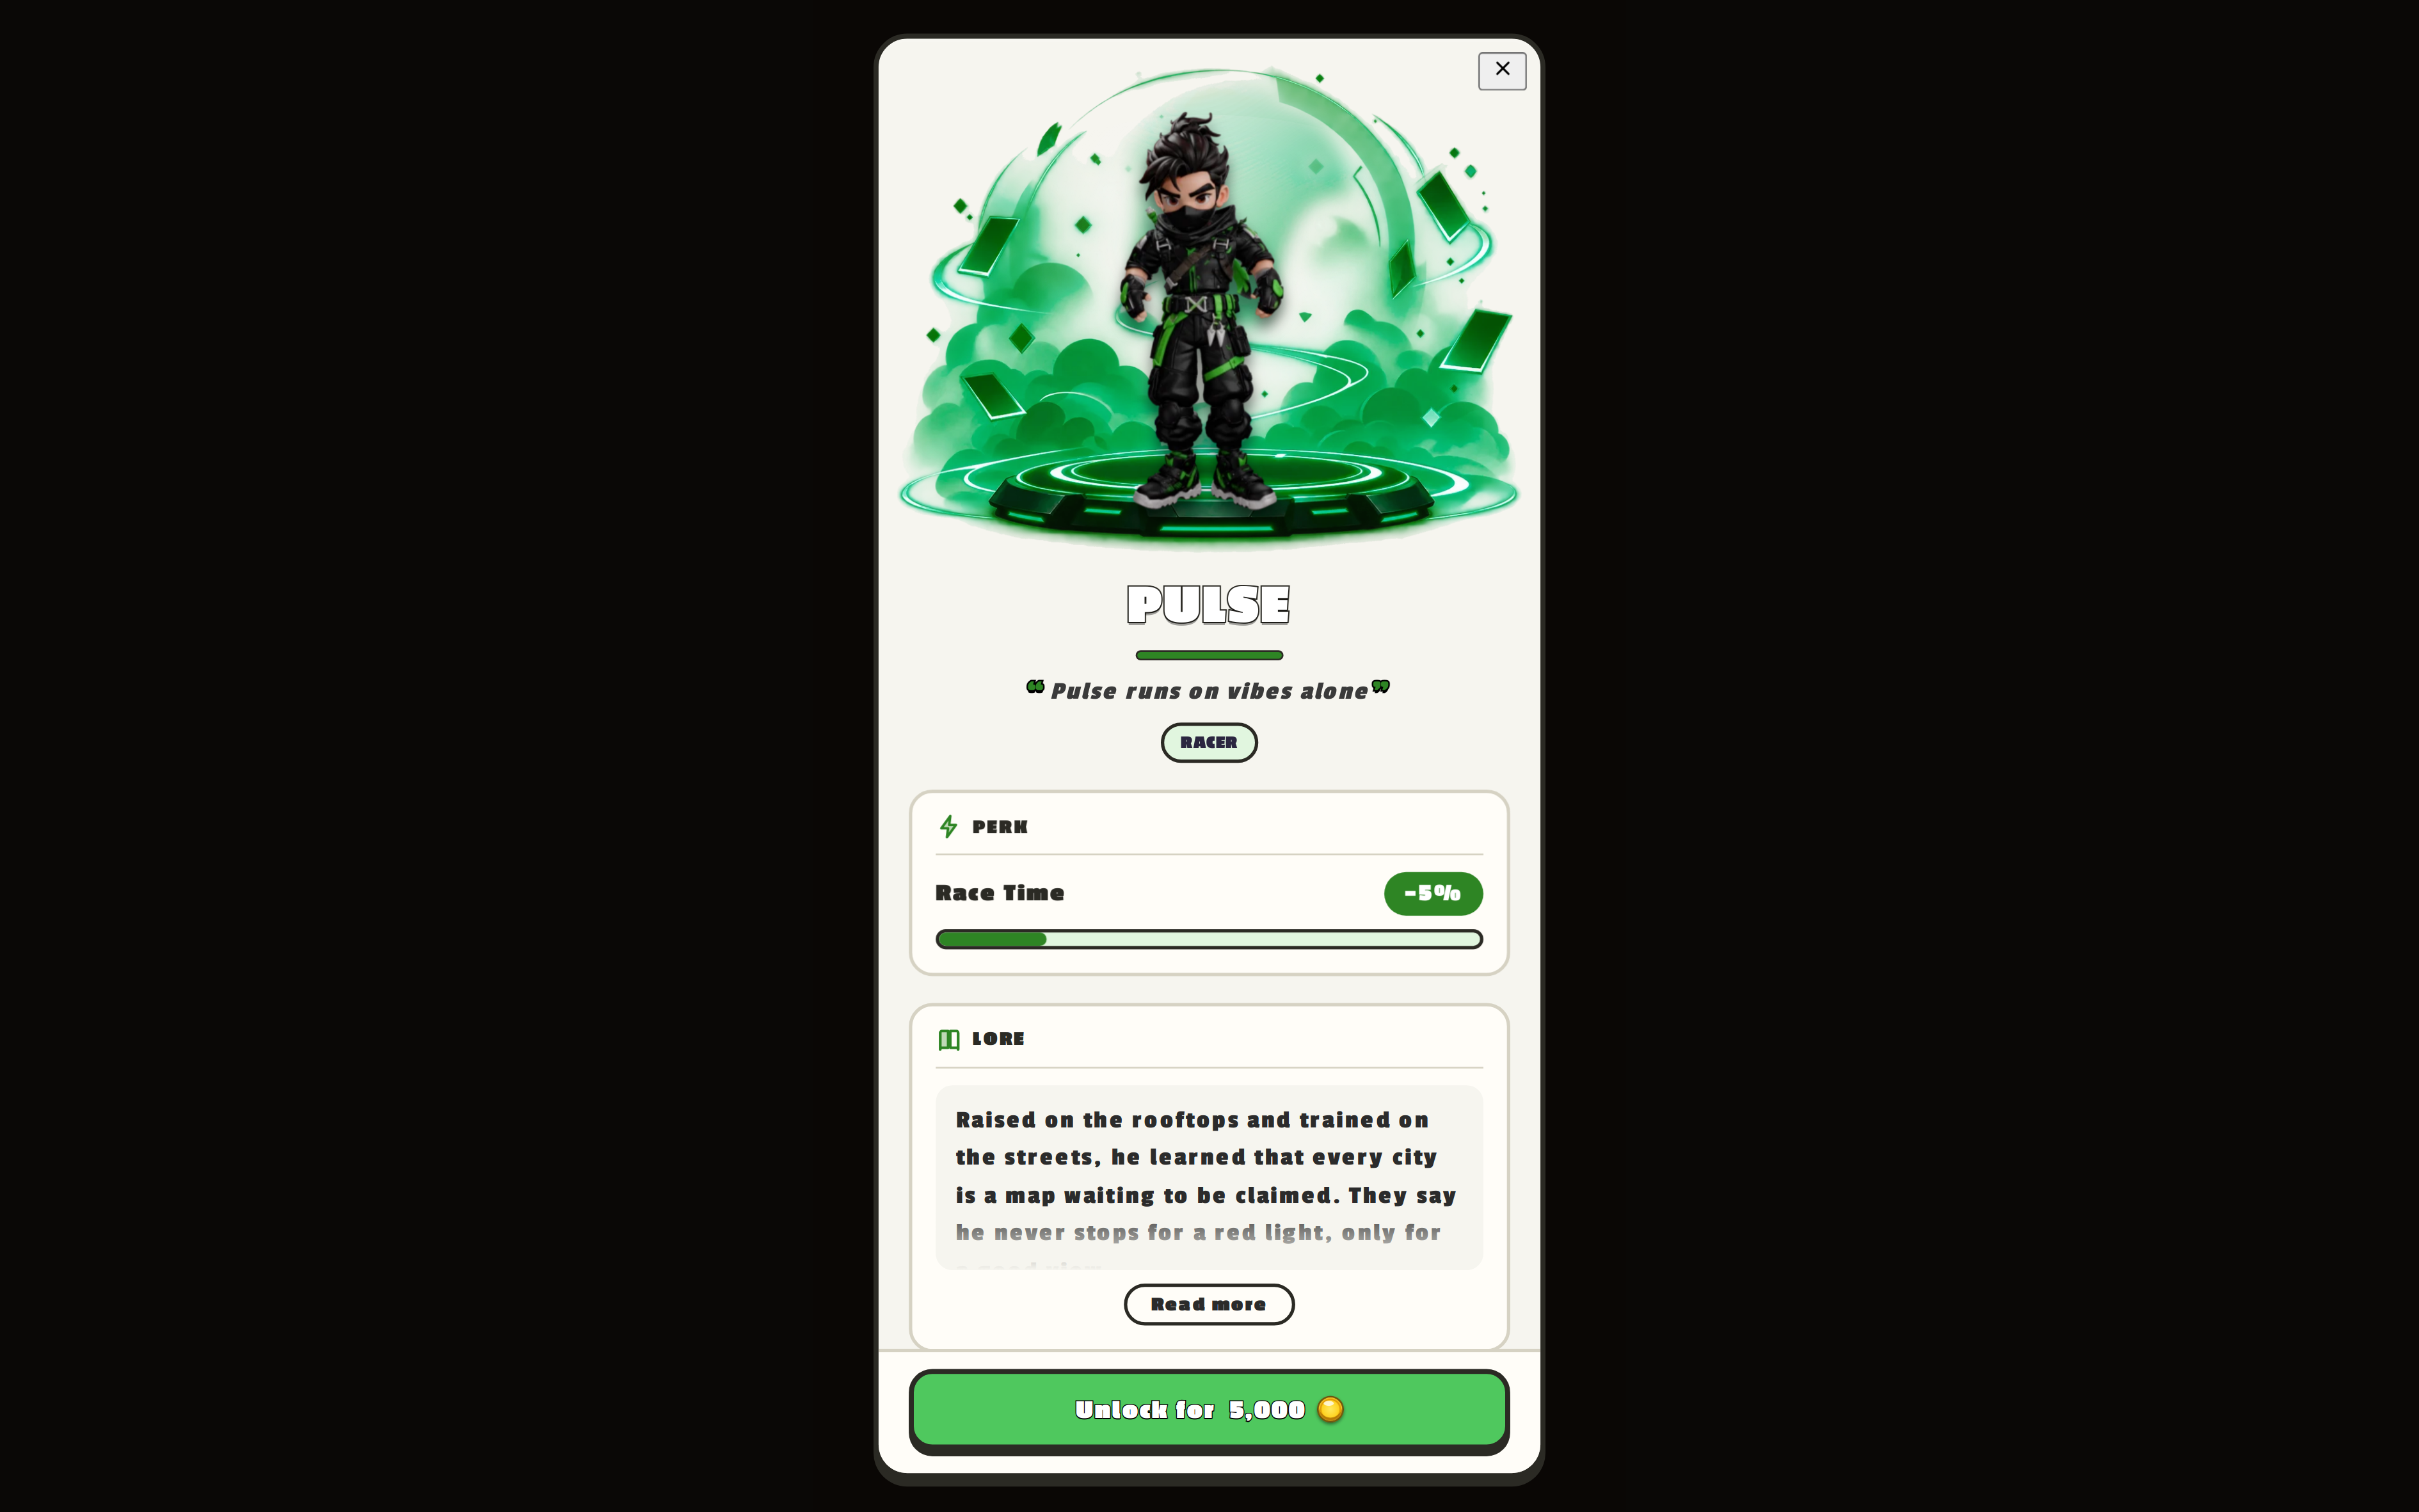 PULSE
❝ Pulse runs on vibes alone ❞
RACER
PERK
Race Time
-5%
LORE
Raised on the rooftops and trained on
the streets, he learned that every city
is a map waiting to be claimed. They say
he never stops for a red light, only for
Read more
Unlock for 5,000